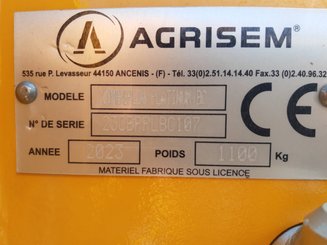 AGRISEM®
535 rue P. Levasseur 44150 ANCENIS - (F) - Tél. 33(0)2.51.14.14.40 Fax.33 (0)2.40.96.32
MODELE
N° DE SERIE
CE
ANNEE 2023 POIDS 1100 Kg
MATERIEL FABRIQUE SOUS LICENCE